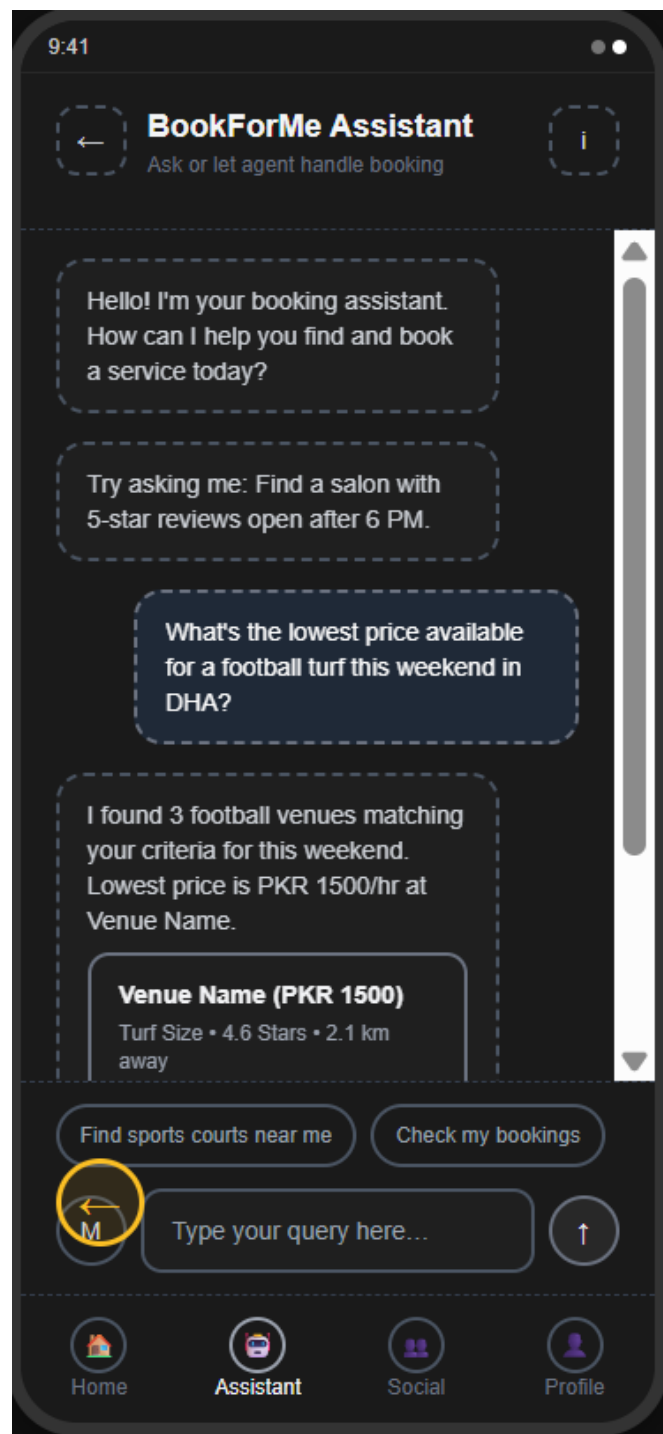 9:41
←
BookForMe Assistant
i
Ask or let agent handle booking
Hello! I'm your booking assistant.
How can I help you find and book
a service today?
Try asking me: Find a salon with
5-star reviews open after 6 PM.
What's the lowest price available
for a football turf this weekend in
DHA?
I found 3 football venues matching
your criteria for this weekend.
Lowest price is PKR 1500/hr at
Venue Name.
Venue Name (PKR 1500)
Turf Size • 4.6 Stars • 2.1 km
away
Find sports courts near me
Check my bookings
←
M
Type your query here...
↑
Home
Assistant
Social
Profile